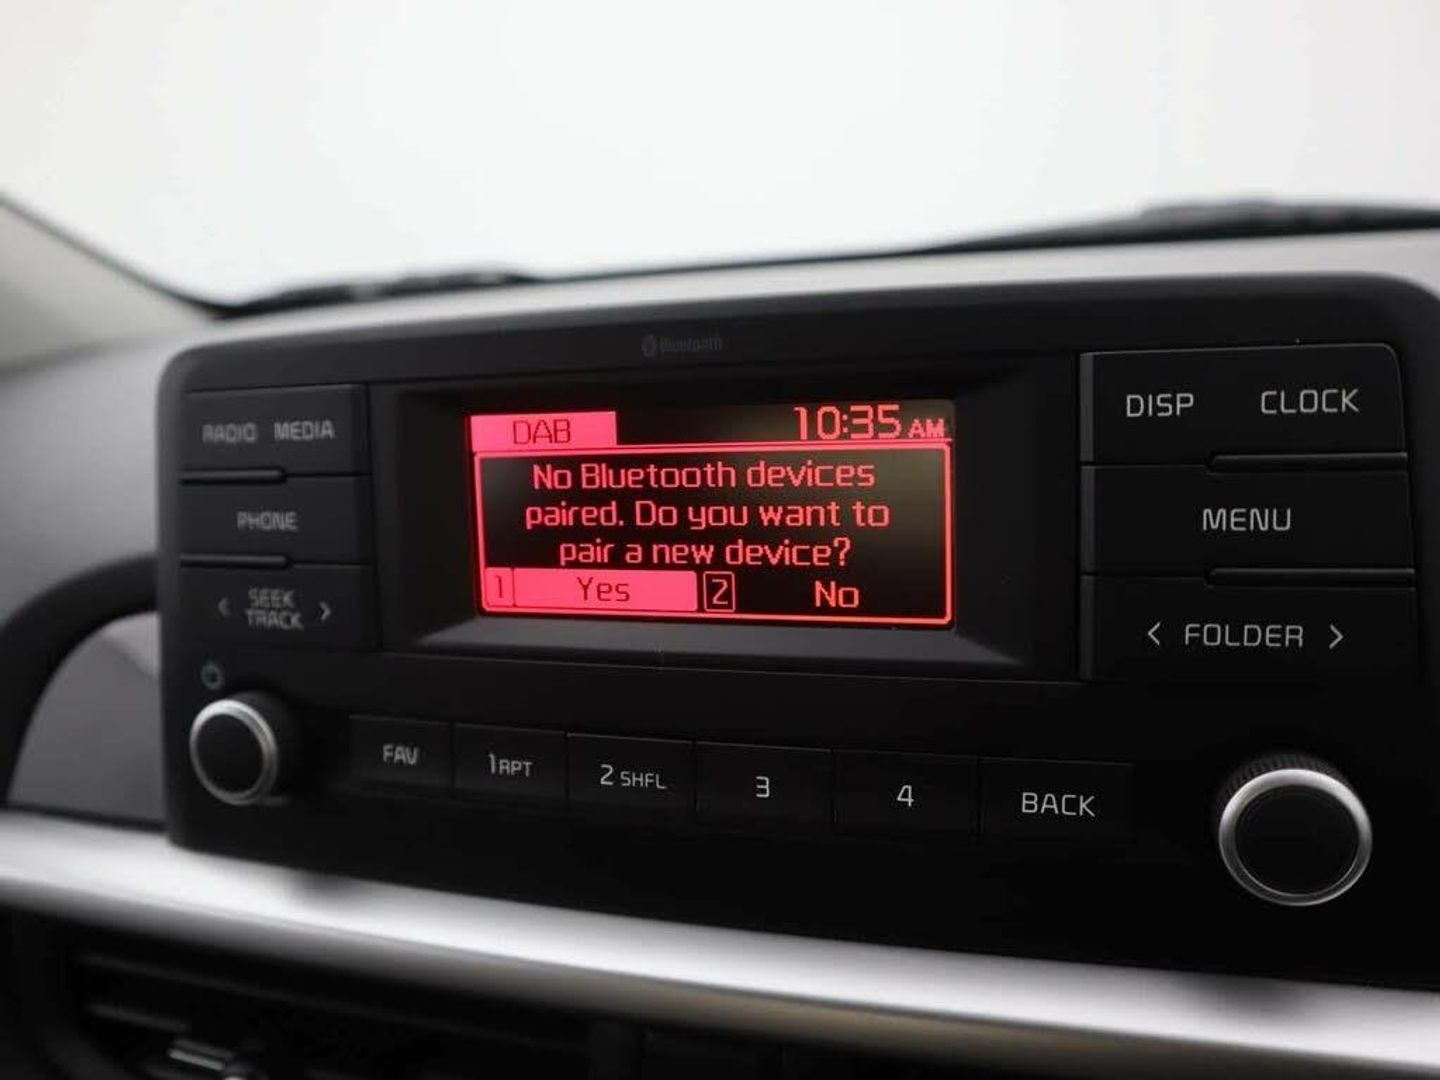 Bluetooth
RADIO MEDIA
PHONE
< SEEK TRACK >
DAB 10:35 AM
No Bluetooth devices
paired. Do you want to
pair a new device?
1 Yes 2 No
DISP CLOCK
MENU
< FOLDER >
FAV 1 RPT 2 SHFL 3 4 BACK